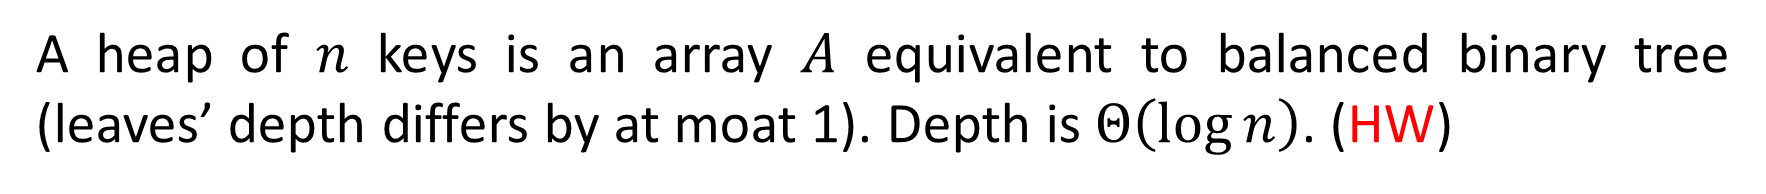 A heap of n keys is an array A equivalent to balanced binary tree
(leaves’ depth differs by at moat 1). Depth is Θ(log n). (HW)